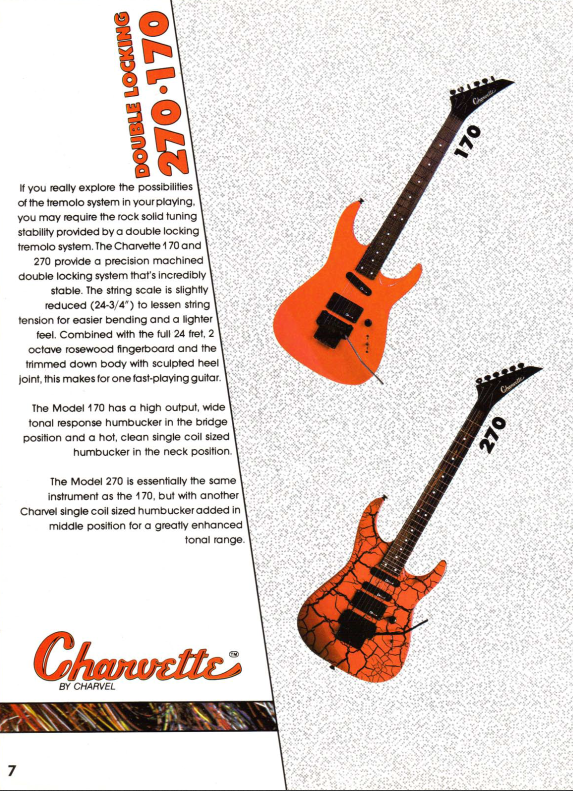 DOUBLE LOCKING
270·170
If you really explore the possibilities
of the tremolo system in your playing,
you may require the rock solid tuning
stability provided by a double locking
tremolo system. The Charvette 170 and
270 provide a precision machined
double locking system that's incredibly
stable. The string scale is slightly
reduced (24-3/4") to lessen string
tension for easier bending and a lighter
feel. Combined with the full 24 fret, 2
octave rosewood fingerboard and the
trimmed down body with sculpted heel
joint, this makes for one fast-playing guitar.
The Model 170 has a high output, wide
tonal response humbucker in the bridge
position and a hot, clean single coil sized
humbucker in the neck position.
The Model 270 is essentially the same
instrument as the 170, but with another
Charvel single coil sized humbucker added in
middle position for a greatly enhanced
tonal range.
Charvette™
BY CHARVEL
7
Charvette
170
Charvette
270